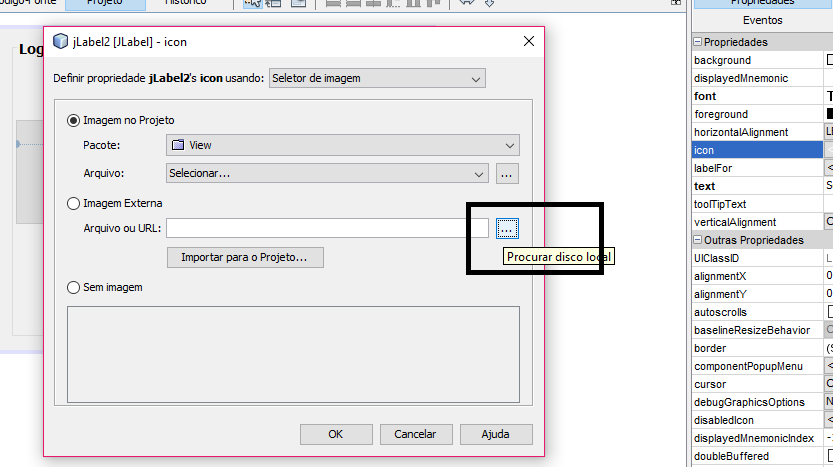 Projeto
Histórico
Propriedades
Eventos
Log
jLabel2 [JLabel] - icon
Definir propriedade jLabel2's icon usando: Seletor de imagem
Imagem no Projeto
Pacote: View
Arquivo: Selecionar... ...
Imagem Externa
Arquivo ou URL: ...
Procurar disco local
Importar para o Projeto...
Sem imagem
OK Cancelar Ajuda
Propriedades
background
displayedMnemonic
font
foreground
horizontalAlignment
icon
labelFor
text
toolTipText
verticalAlignment
Outras Propriedades
UIClassID
alignmentX 0
alignmentY 0
autoscrolls
baselineResizeBehavior
border
componentPopupMenu
cursor
debugGraphicsOptions
disabledIcon
displayedMnemonicIndex
doubleBuffered